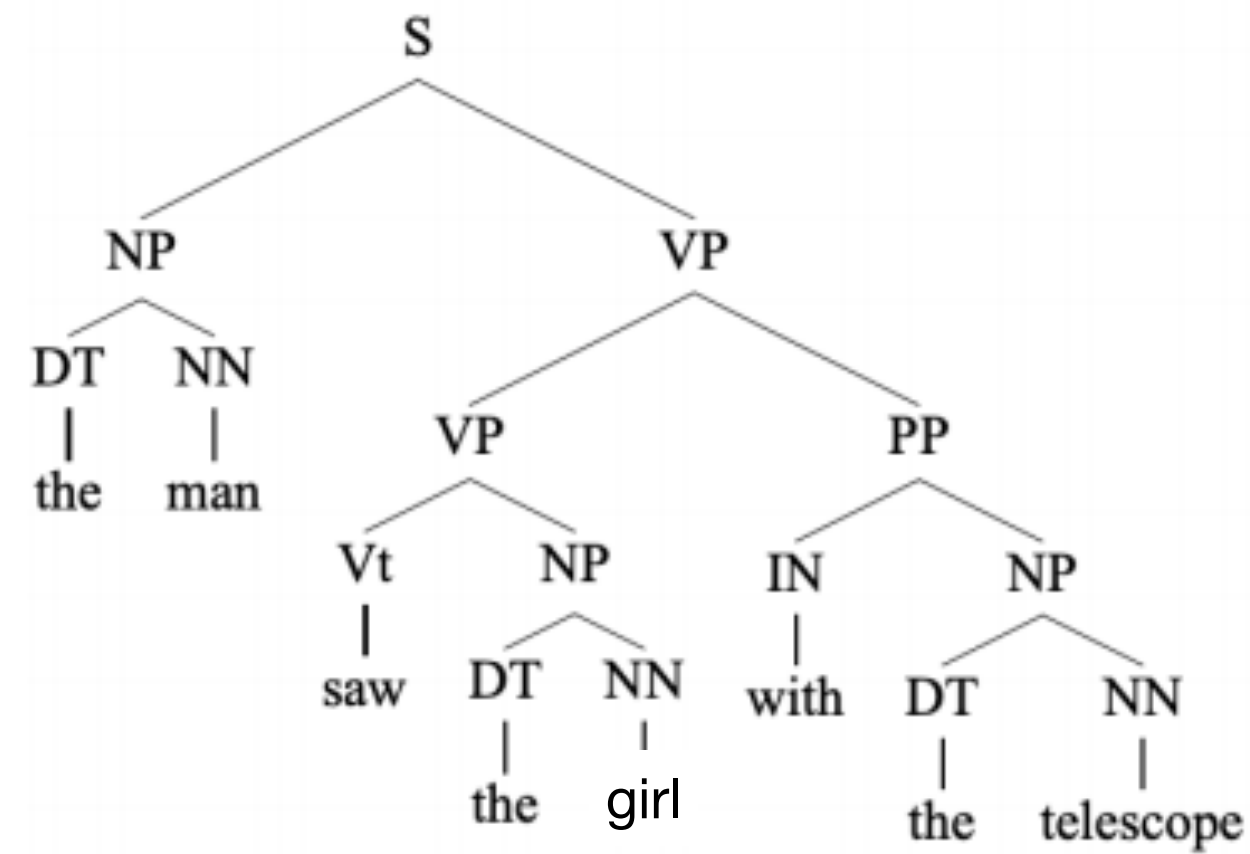 S
NP VP
DT NN VP PP
the man Vt NP IN NP
saw DT NN with DT NN
the girl the telescope